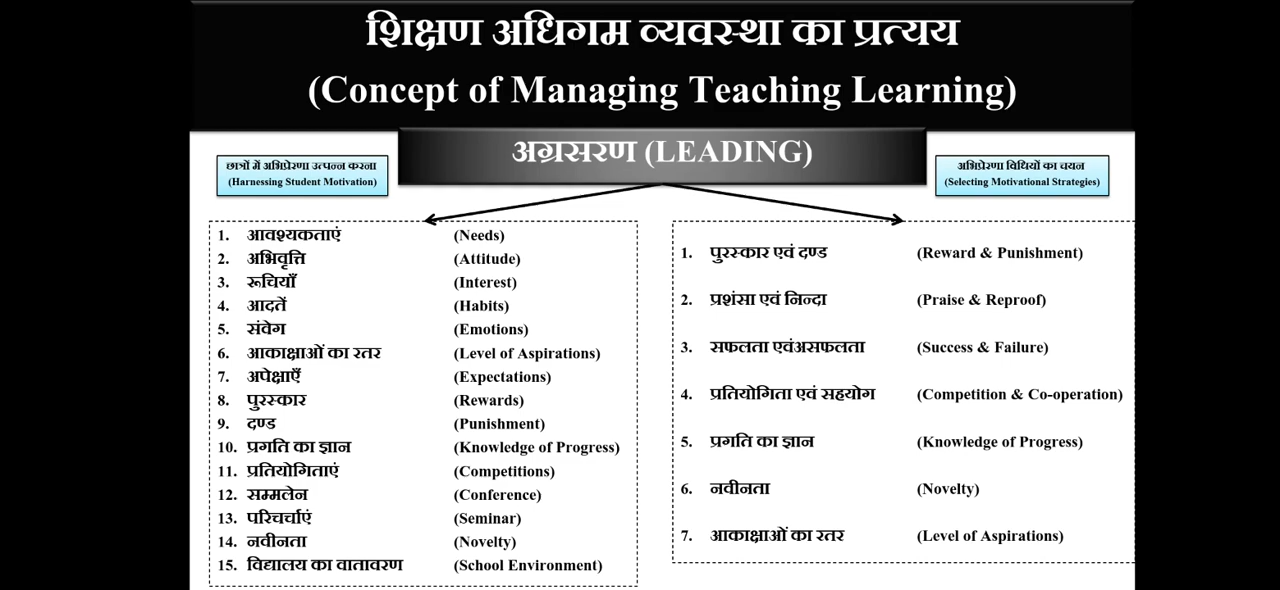 शिक्षण अधिगम व्यवस्था का प्रत्यय
(Concept of Managing Teaching Learning)
अग्रसरण (LEADING)
छात्रों में अभिप्रेरणा उत्पन्न करना
(Harnessing Student Motivation)
1. आवश्यकताएं (Needs)
2. अभिवृत्ति (Attitude)
3. रूचियाँ (Interest)
4. आदतें (Habits)
5. संवेग (Emotions)
6. आकाक्षाओं का स्तर (Level of Aspirations)
7. अपेक्षाएँ (Expectations)
8. पुरस्कार (Rewards)
9. दण्ड (Punishment)
10. प्रगति का ज्ञान (Knowledge of Progress)
11. प्रतियोगिताएं (Competitions)
12. सम्मलेन (Conference)
13. परिचर्चाएं (Seminar)
14. नवीनता (Novelty)
15. विद्यालय का वातावरण (School Environment)
अभिप्रेरणा विधियों का चयन
(Selecting Motivational Strategies)
1. पुरस्कार एवं दण्ड (Reward & Punishment)
2. प्रशंसा एवं निन्दा (Praise & Reproof)
3. सफलता एवंअसफलता (Success & Failure)
4. प्रतियोगिता एवं सहयोग (Competition & Co-operation)
5. प्रगति का ज्ञान (Knowledge of Progress)
6. नवीनता (Novelty)
7. आकाक्षाओं का स्तर (Level of Aspirations)